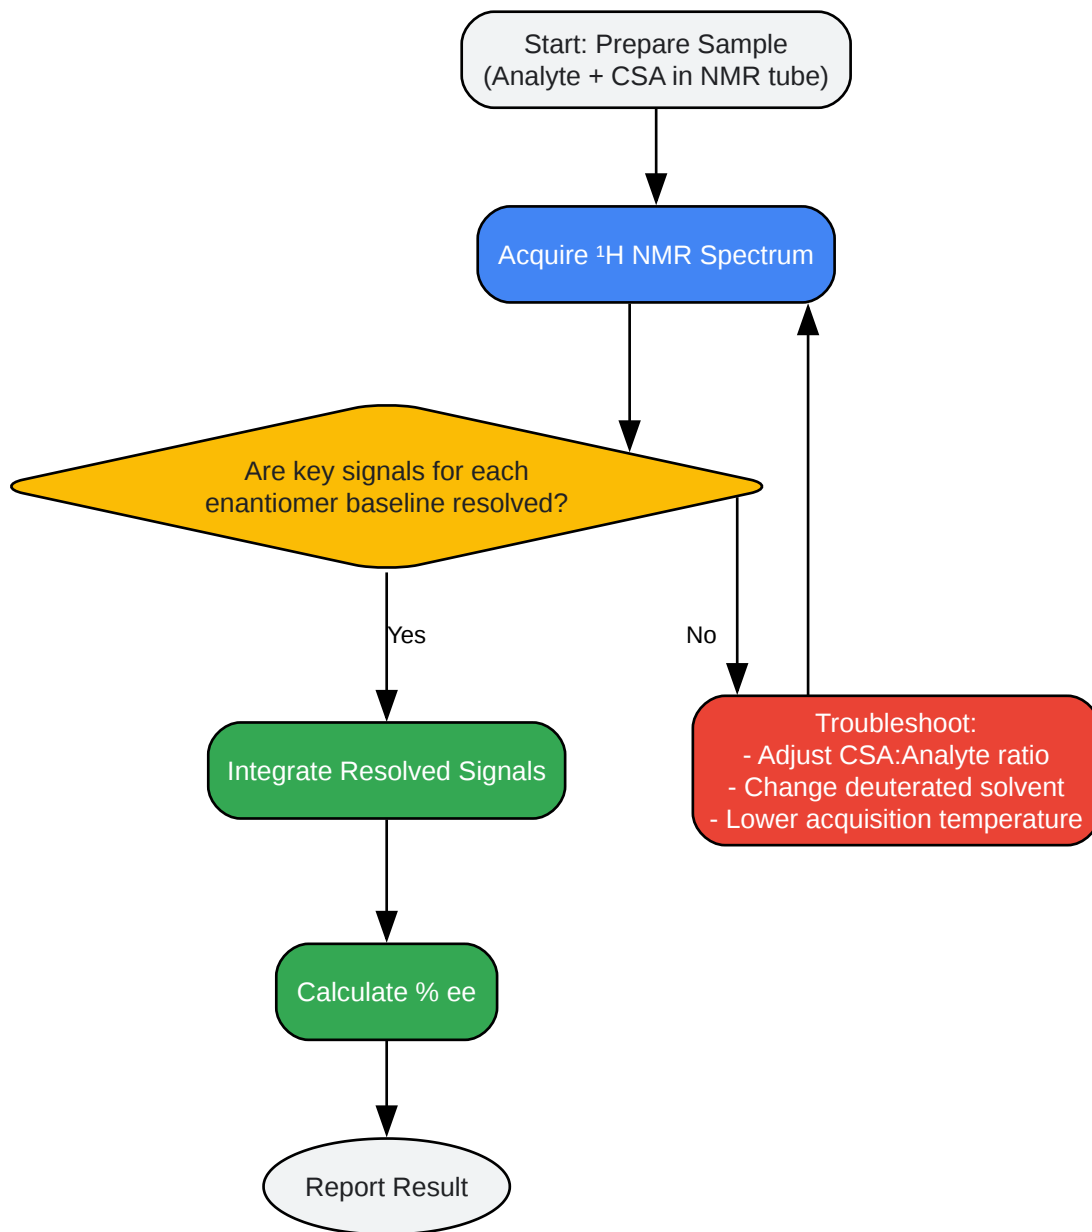 Start: Prepare Sample
(Analyte + CSA in NMR tube)
Acquire ¹H NMR Spectrum
Are key signals for each
enantiomer baseline resolved?
Yes
No
Troubleshoot:
- Adjust CSA:Analyte ratio
- Change deuterated solvent
- Lower acquisition temperature
Integrate Resolved Signals
Calculate % ee
Report Result